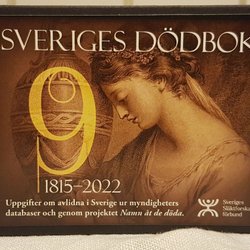 SVERIGES DÖDBOK
9
1815–2022
Uppgifter om avlidna i Sverige ur myndigheters
databaser och genom projektet Namn åt de döda.
Sveriges
Släktforskar
förbund